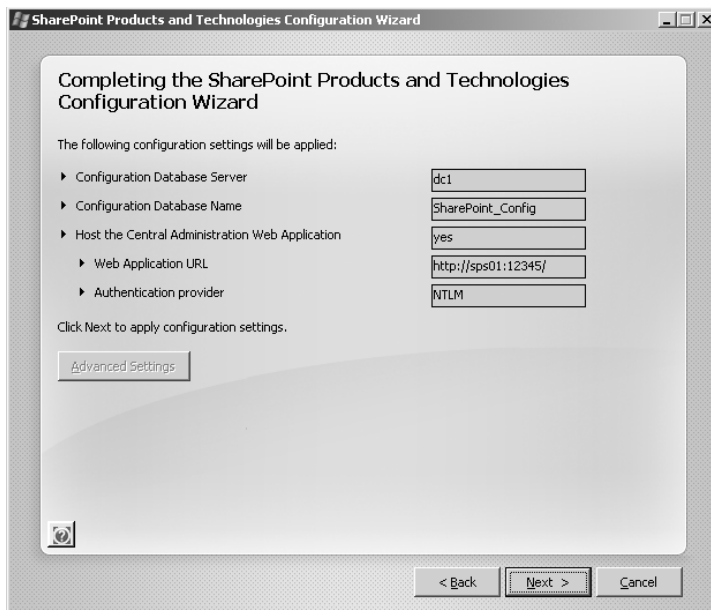 SharePoint Products and Technologies Configuration Wizard
Completing the SharePoint Products and Technologies
Configuration Wizard
The following configuration settings will be applied:
Configuration Database Server dc1
Configuration Database Name SharePoint_Config
Host the Central Administration Web Application yes
Web Application URL http://sps01:12345/
Authentication provider NTLM
Click Next to apply configuration settings.
Advanced Settings
?
< Back Next > Cancel